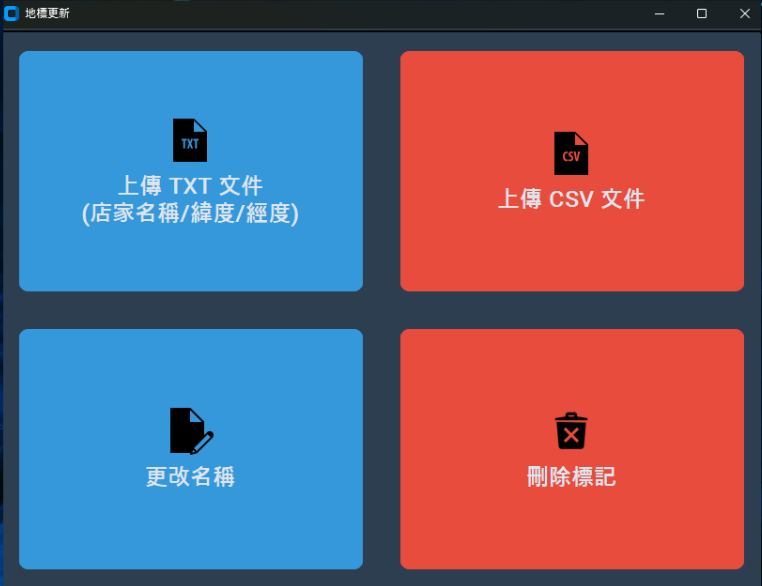 地標更新
TXT
上傳 TXT 文件
(店家名稱/緯度/經度)
CSV
上傳 CSV 文件
更改名稱
刪除標記